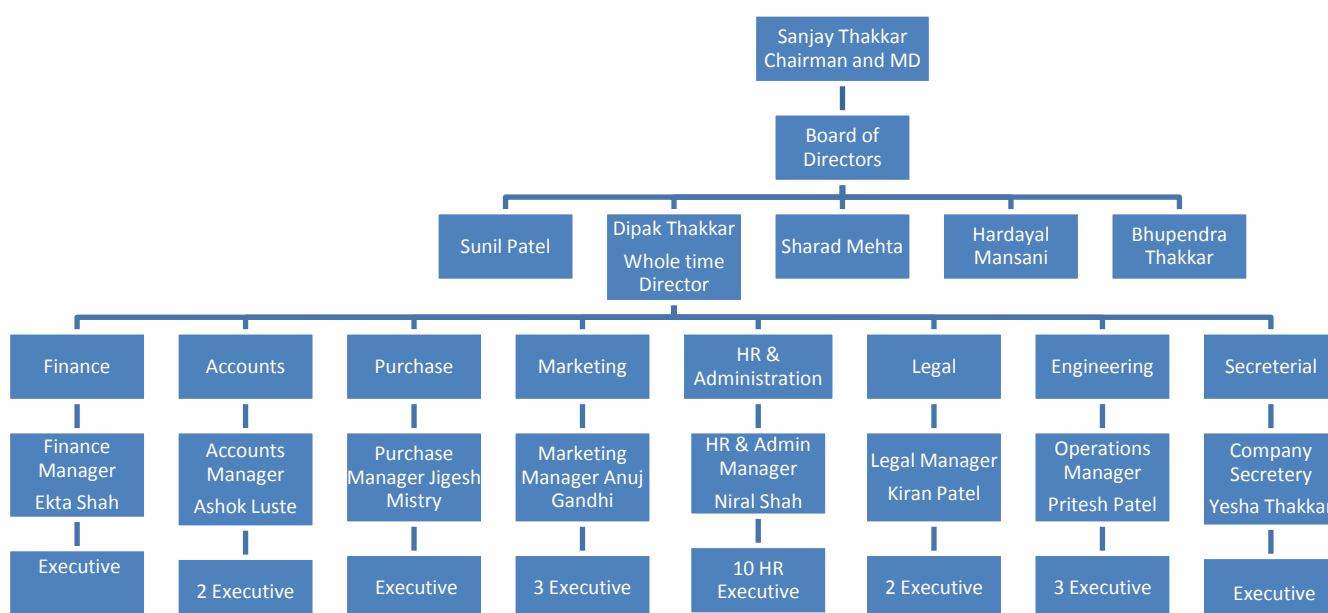 Sanjay Thakkar
Chairman and MD
Board of
Directors
Sunil Patel
Dipak Thakkar
Whole time
Director
Sharad Mehta
Hardayal
Mansani
Bhupendra
Thakkar
Finance
Accounts
Purchase
Marketing
HR &
Administration
Legal
Engineering
Secreterial
Finance
Manager
Ekta Shah
Accounts
Manager
Ashok Luste
Purchase
Manager Jigesh
Mistry
Marketing
Manager Anuj
Gandhi
HR & Admin
Manager
Niral Shah
Legal Manager
Kiran Patel
Operations
Manager
Pritesh Patel
Company
Secretery
Yesha Thakkar
Executive
2 Executive
Executive
3 Executive
10 HR
Executive
2 Executive
3 Executive
Executive